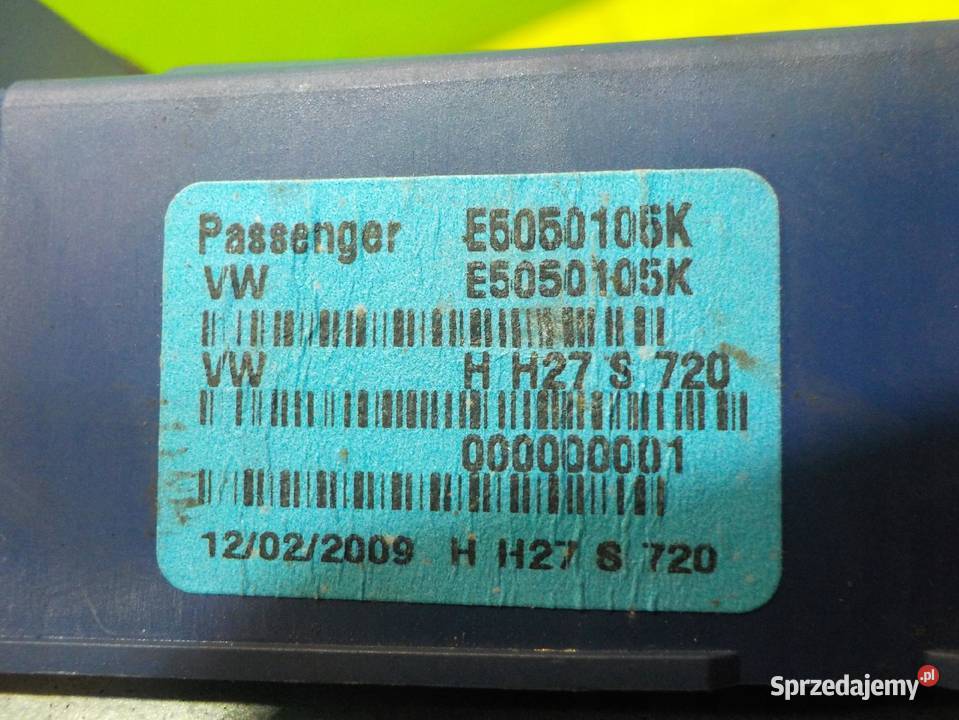 Passenger E5050105K
VW E5050105K
VW H H27 S 720
000000001
12/02/2009 H H27 S 720
Sprzedajemy.pl